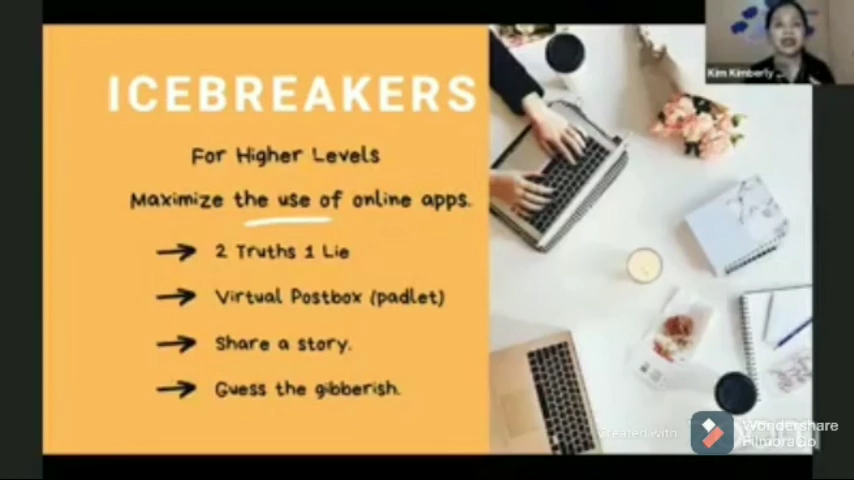 ICEBREAKERS
For Higher Levels
Maximize the use of online apps.
2 Truths 1 Lie
Virtual Postbox (padlet)
Share a story.
Guess the gibberish.
Kim Kimberly
Created with
Wondershare
FilmoraGo